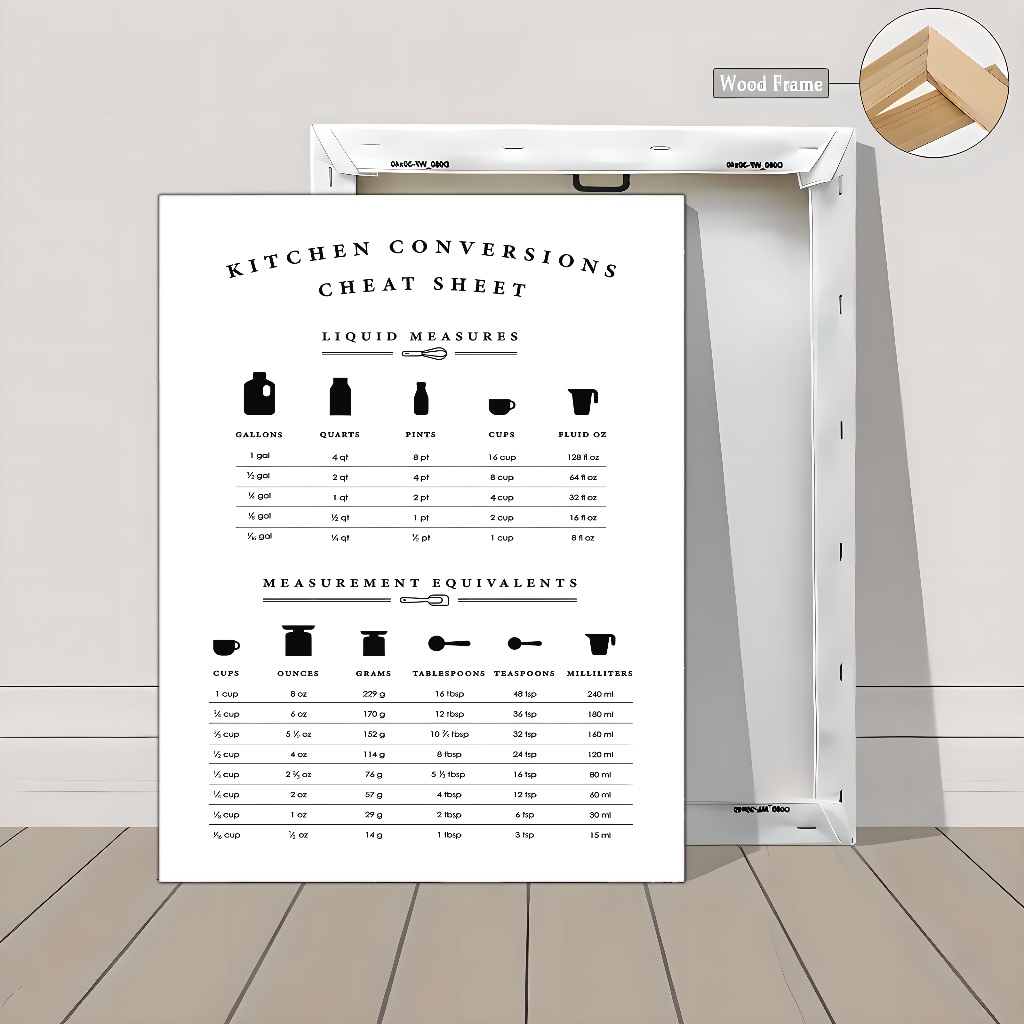 Wood Frame
KITCHEN CONVERSIONS
CHEAT SHEET
LIQUID MEASURES
GALLONS QUARTS PINTS CUPS FLUID OZ
1 gal 4 qt 8 pt 16 cup 128 fl oz
½ gal 2 qt 4 pt 8 cup 64 fl oz
¼ gal 1 qt 2 pt 4 cup 32 fl oz
⅛ gal ½ qt 1 pt 2 cup 16 fl oz
¹⁄₁₆ gal ¼ qt ½ pt 1 cup 8 fl oz
MEASUREMENT EQUIVALENTS
CUPS OUNCES GRAMS TABLESPOONS TEASPOONS MILLILITERS
1 cup 8 oz 229 g 16 tbsp 48 tsp 240 ml
¾ cup 6 oz 170 g 12 tbsp 36 tsp 180 ml
⅔ cup 5 ⅓ oz 152 g 10 ⅔ tbsp 32 tsp 160 ml
½ cup 4 oz 114 g 8 tbsp 24 tsp 120 ml
⅓ cup 2 ⅔ oz 76 g 5 ⅓ tbsp 16 tsp 80 ml
¼ cup 2 oz 57 g 4 tbsp 12 tsp 60 ml
⅛ cup 1 oz 29 g 2 tbsp 6 tsp 30 ml
¹⁄₁₆ cup ½ oz 14 g 1 tbsp 3 tsp 15 ml